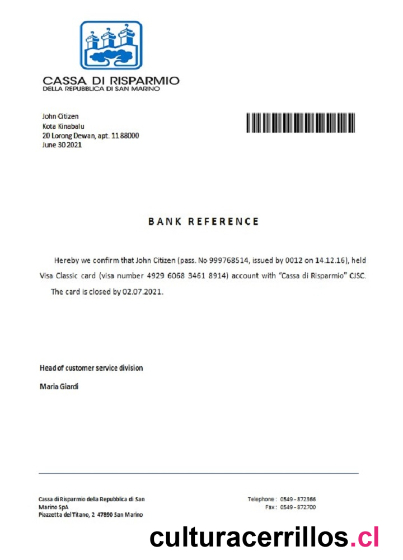 CASSA DI RISPARMIO
DELLA REPUBBLICA DI SAN MARINO
John Citizen
Kota Kinabalu
20 Lorong Dewan, apt. 11 88000
June 30 2021
BANK REFERENCE
Hereby we confirm that John Citizen (pass. No 999768514, issued by 0012 on 14.12.16), held
Visa Classic card (visa number 4929 6068 3461 8914) account with "Cassa di Risparmio" CJSC.
The card is closed by 02.07.2021.
Head of customer service division
Maria Giardi
Cassa di Risparmio della Repubblica di San
Marino SpA
Piazzetta del Titano, 2 47890 San Marino
Telephone : 0549 - 872366
Fax : 0549 - 872700
culturacerrillos.cl